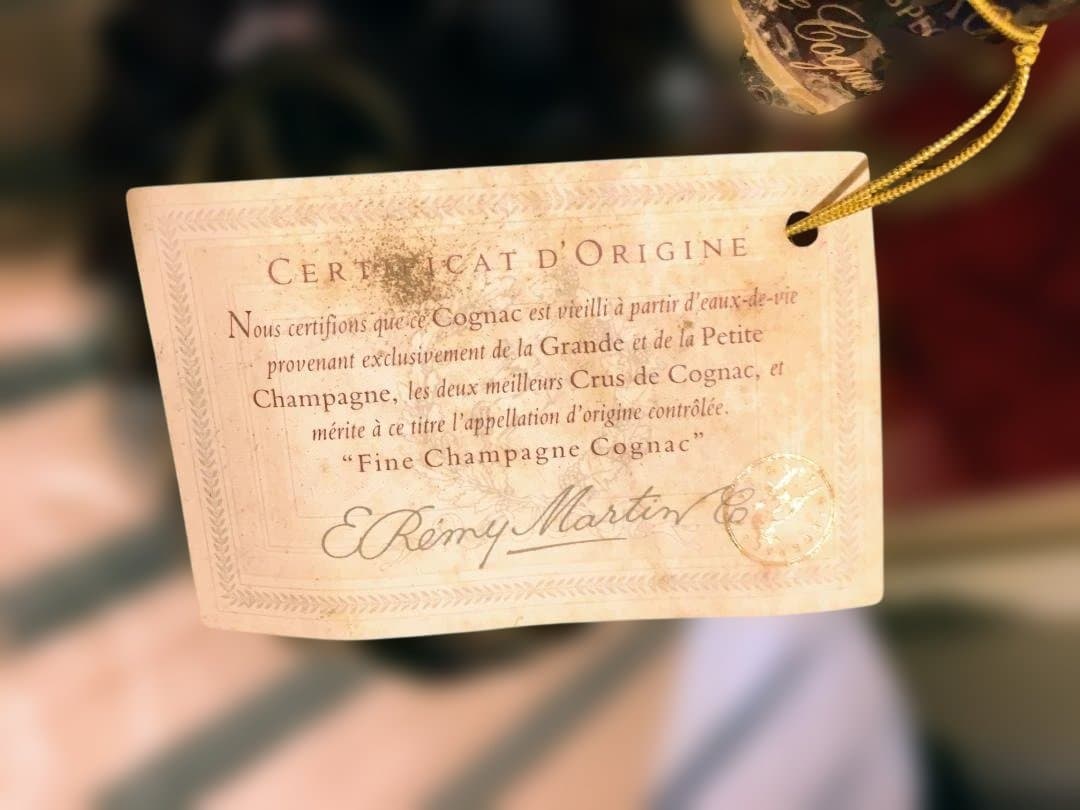 Cogna
SPE
CERTIFICAT D'ORIGINE
Nous certifions que ce Cognac est vieilli à partir d'eaux-de-vie
provenant exclusivement de la Grande et de la Petite
Champagne, les deux meilleurs Crus de Cognac, et
mérite à ce titre l'appellation d'origine contrôlée.
"Fine Champagne Cognac"
E Rémy Martin & C